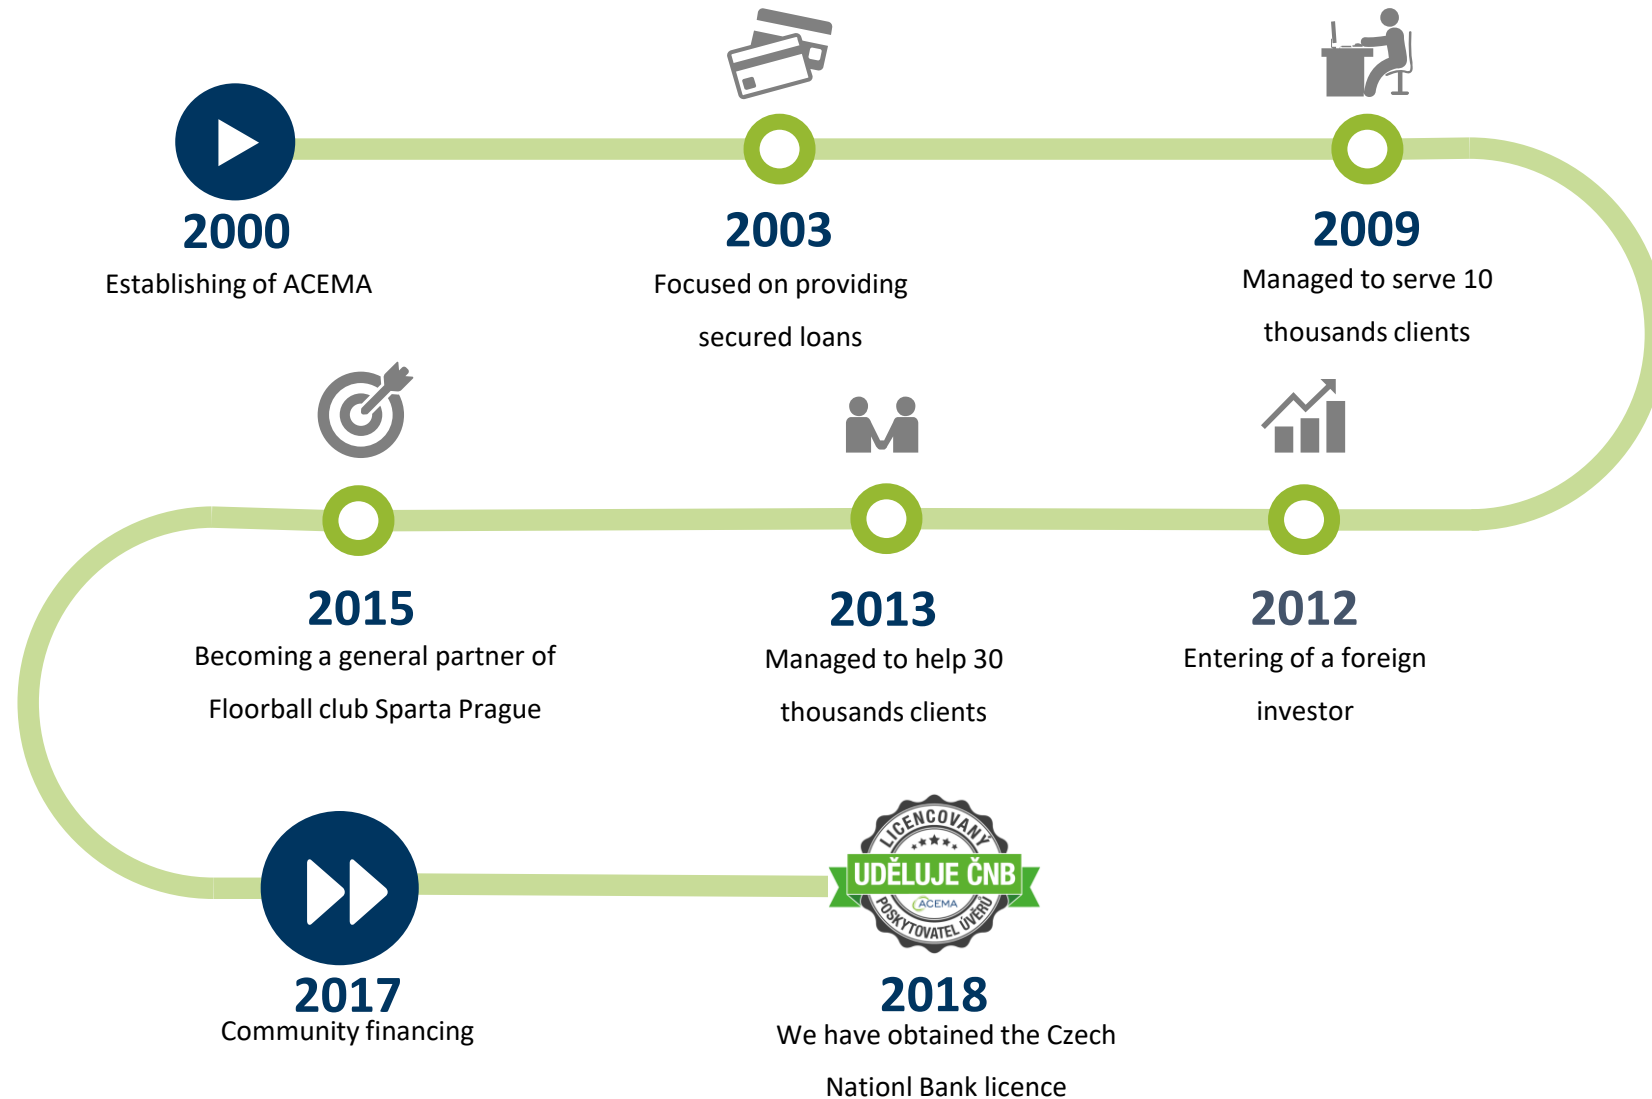 2000
Establishing of ACEMA
2003
Focused on providing
secured loans
2009
Managed to serve 10
thousands clients
2012
Entering of a foreign
investor
2013
Managed to help 30
thousands clients
2015
Becoming a general partner of
Floorball club Sparta Prague
2017
Community financing
LICENCOVANÝ
UDĚLUJE ČNB
ACEMA
POSKYTOVATEL ÚVĚRŮ
2018
We have obtained the Czech
Nationl Bank licence